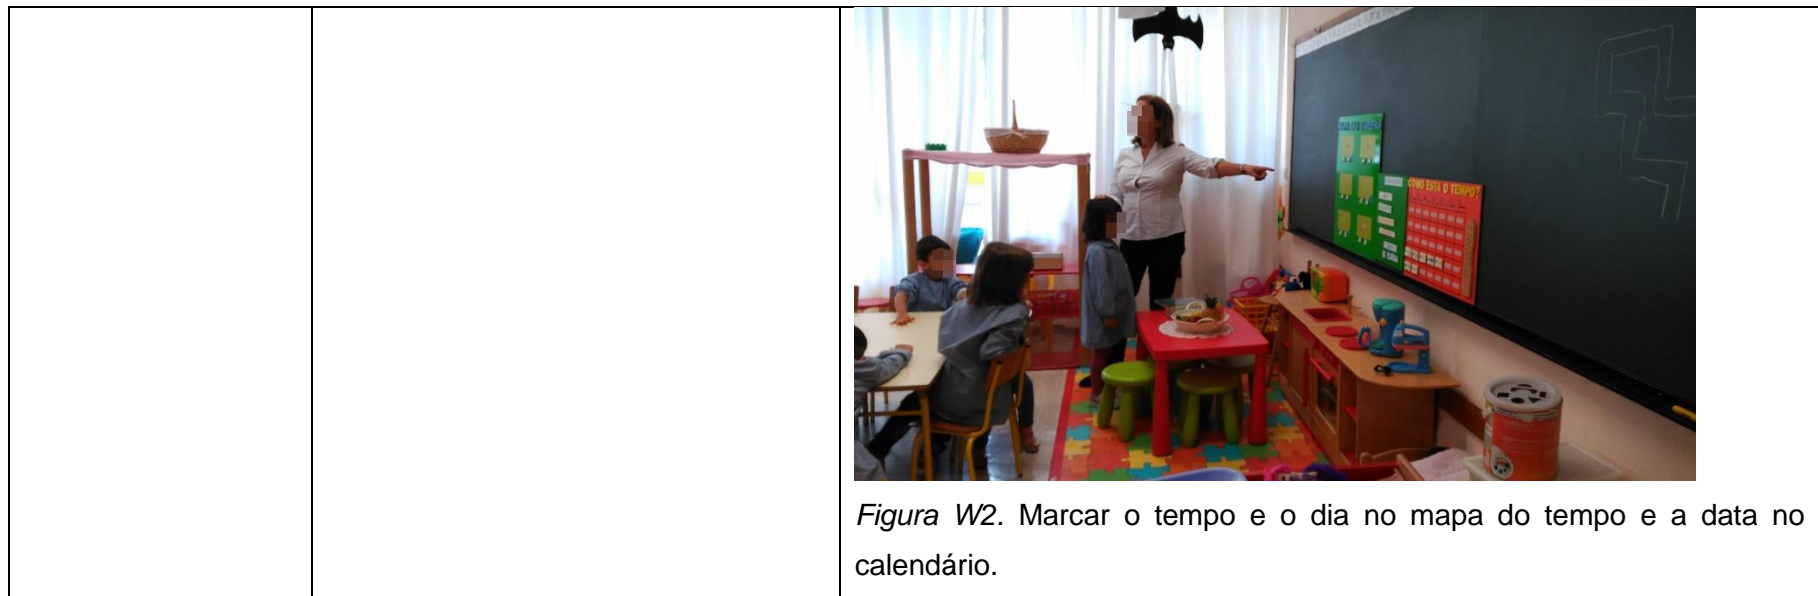 COMO ESTÁ O TEMPO?
Figura W2. Marcar o tempo e o dia no mapa do tempo e a data no
calendário.